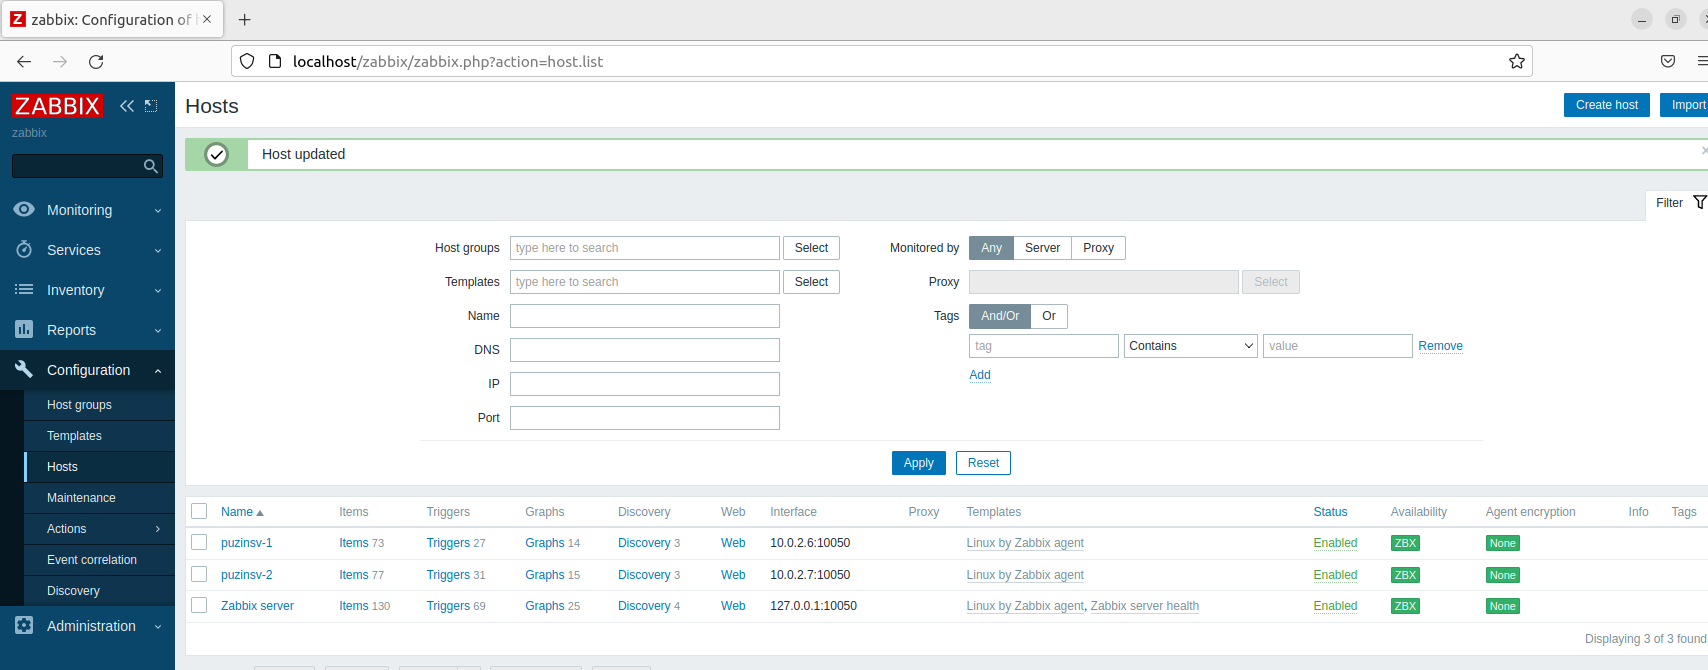 Z zabbix: Configuration of
localhost/zabbix/zabbix.php?action=host.list
ZABBIX
zabbix
Monitoring
Services
Inventory
Reports
Configuration
Host groups
Templates
Hosts
Maintenance
Actions
Event correlation
Discovery
Administration
Hosts
Create host Import
Host updated
Filter
Host groups type here to search Select
Templates type here to search Select
Name
DNS
IP
Port
Monitored by Any Server Proxy
Proxy Select
Tags And/Or Or
tag Contains value Remove
Add
Apply Reset
Name Items Triggers Graphs Discovery Web Interface Proxy Templates Status Availability Agent encryption Info Tags
puzinsv-1 Items 73 Triggers 27 Graphs 14 Discovery 3 Web 10.0.2.6:10050 Linux by Zabbix agent Enabled ZBX None
puzinsv-2 Items 77 Triggers 31 Graphs 15 Discovery 3 Web 10.0.2.7:10050 Linux by Zabbix agent Enabled ZBX None
Zabbix server Items 130 Triggers 69 Graphs 25 Discovery 4 Web 127.0.0.1:10050 Linux by Zabbix agent, Zabbix server health Enabled ZBX None
Displaying 3 of 3 found